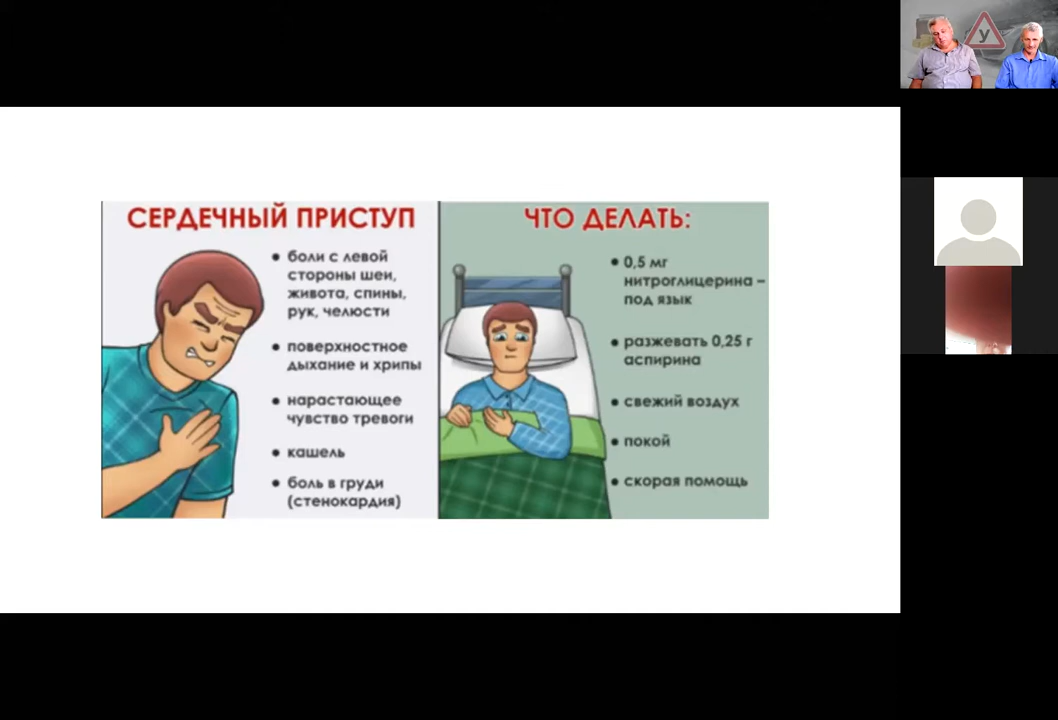 СЕРДЕЧНЫЙ ПРИСТУП
• боли с левой
стороны шеи,
живота, спины,
рук, челюсти
• поверхностное
дыхание и хрипы
• нарастающее
чувство тревоги
• кашель
• боль в груди
(стенокардия)
ЧТО ДЕЛАТЬ:
• 0,5 мг
нитроглицерина –
под язык
• разжевать 0,25 г
аспирина
• свежий воздух
• покой
• скорая помощь
У